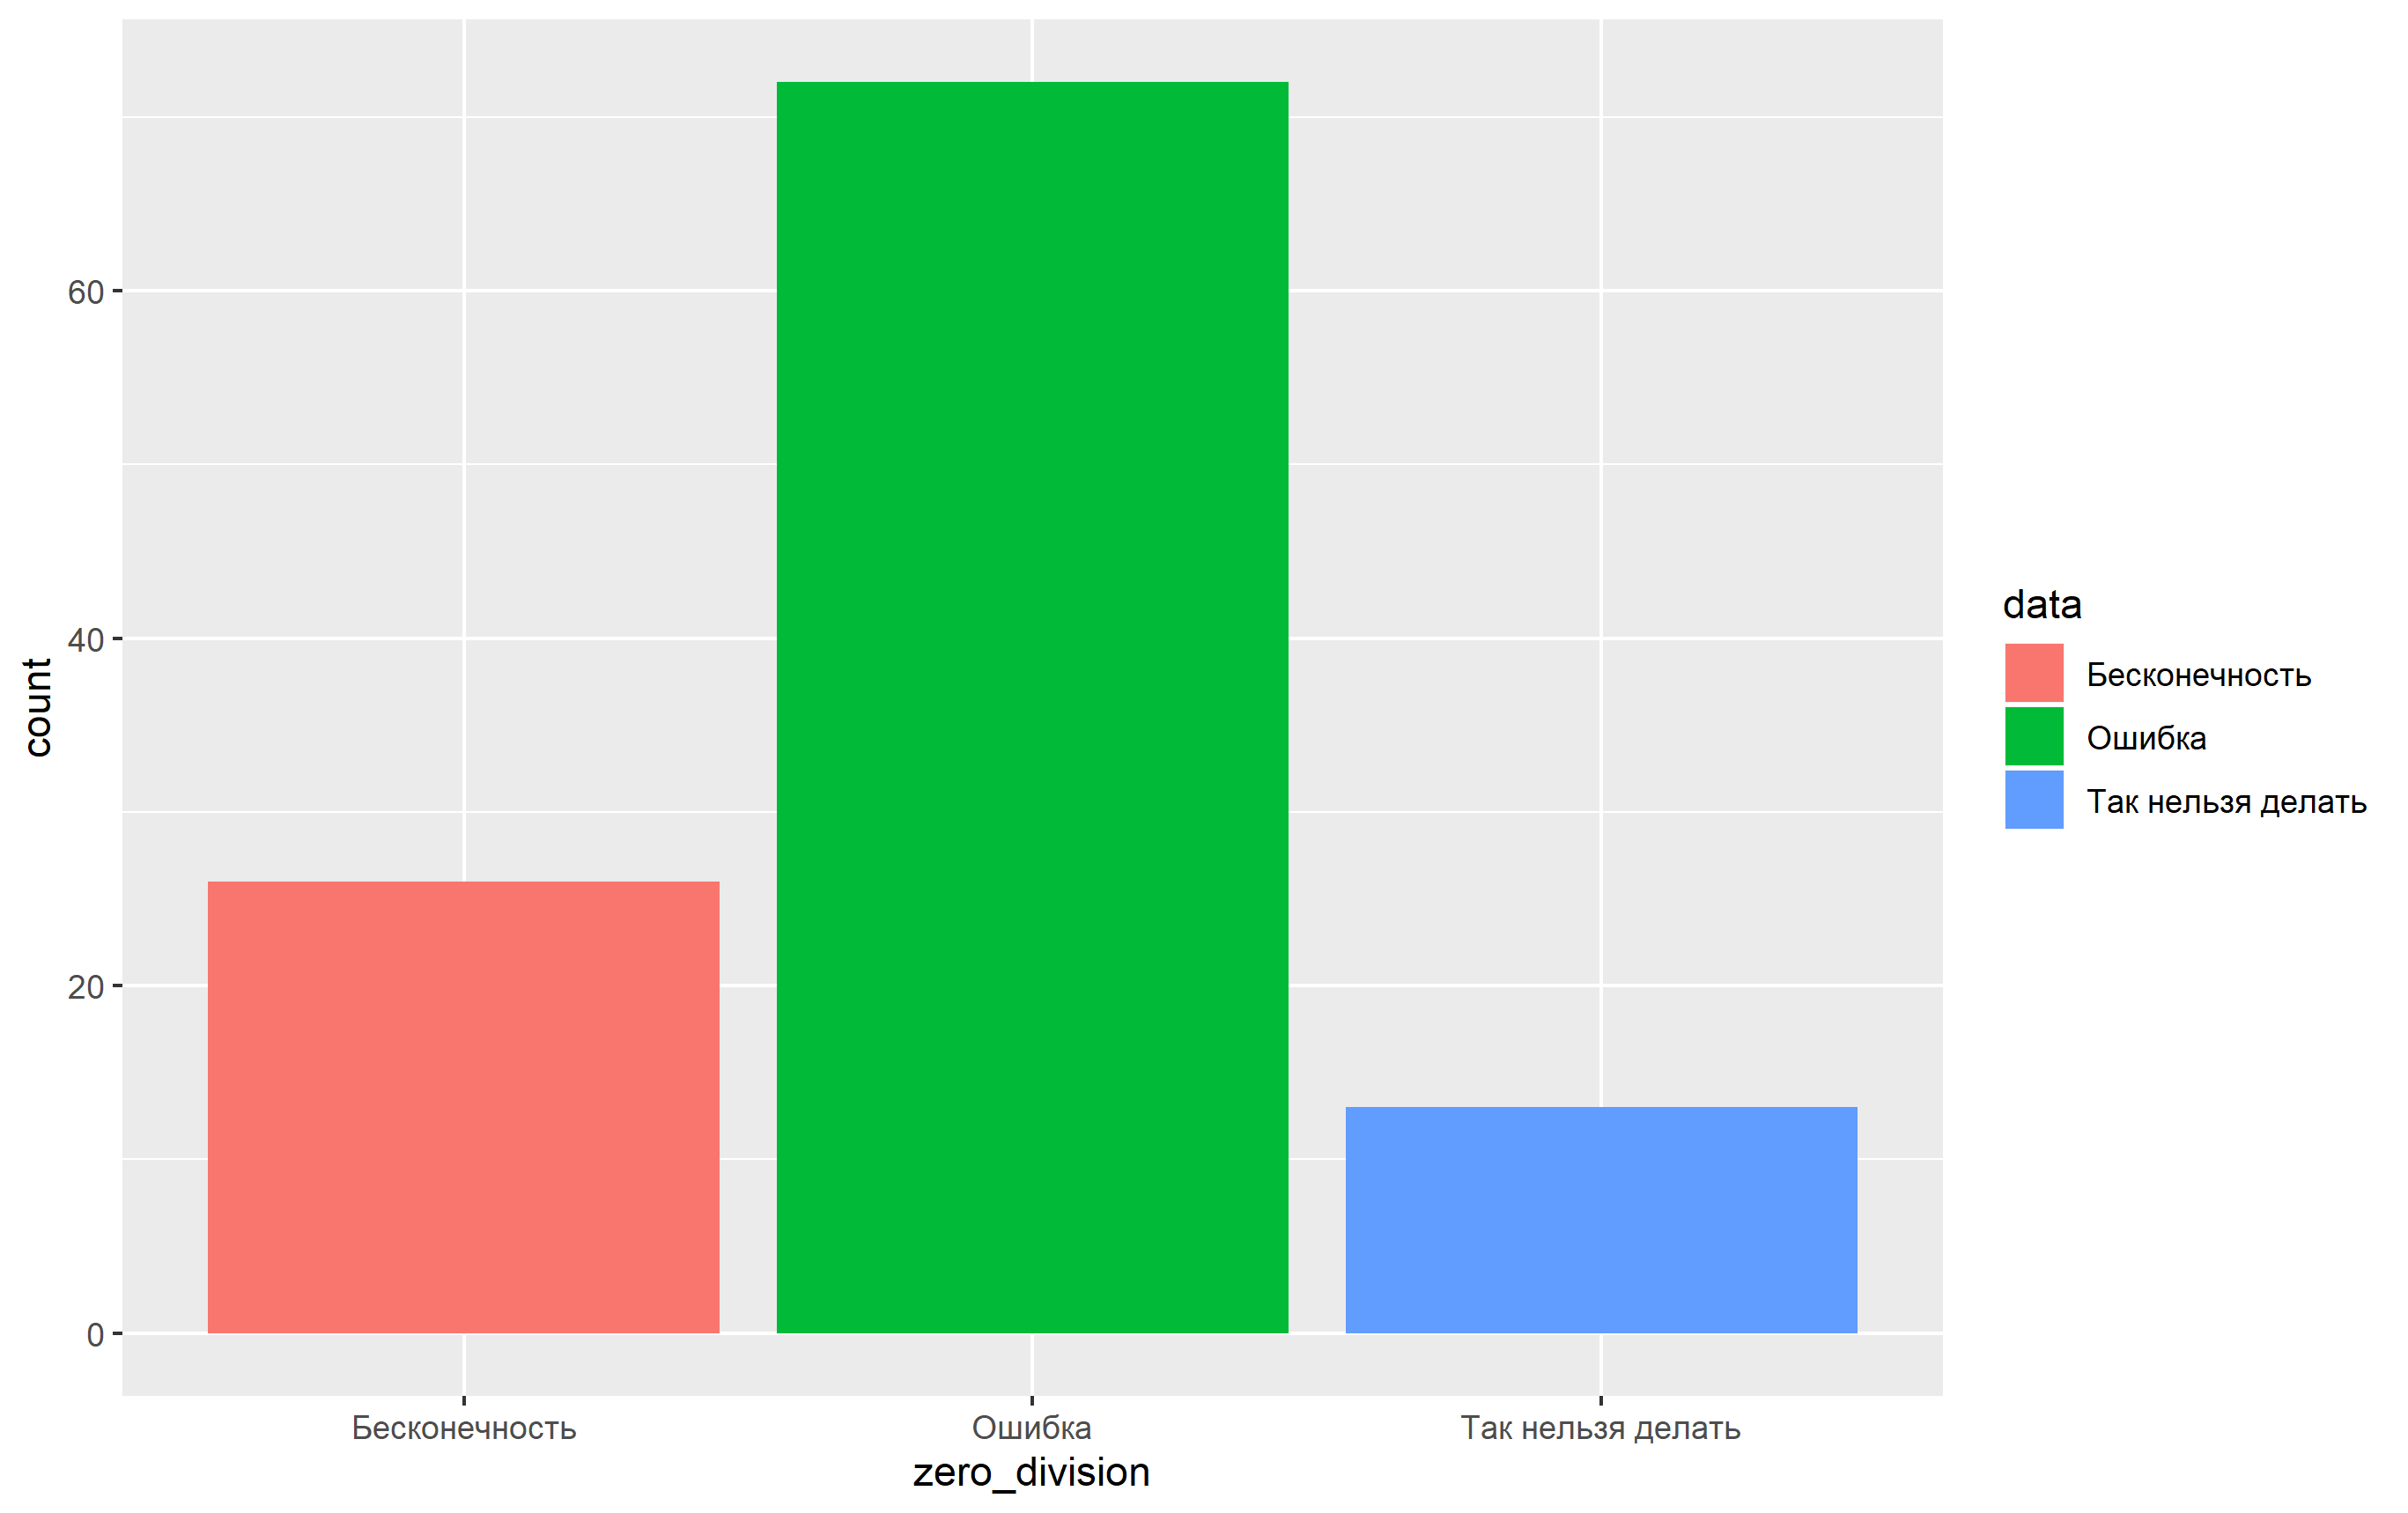 60
40
20
0
count
Бесконечность
Ошибка
Так нельзя делать
zero_division
data
Бесконечность
Ошибка
Так нельзя делать